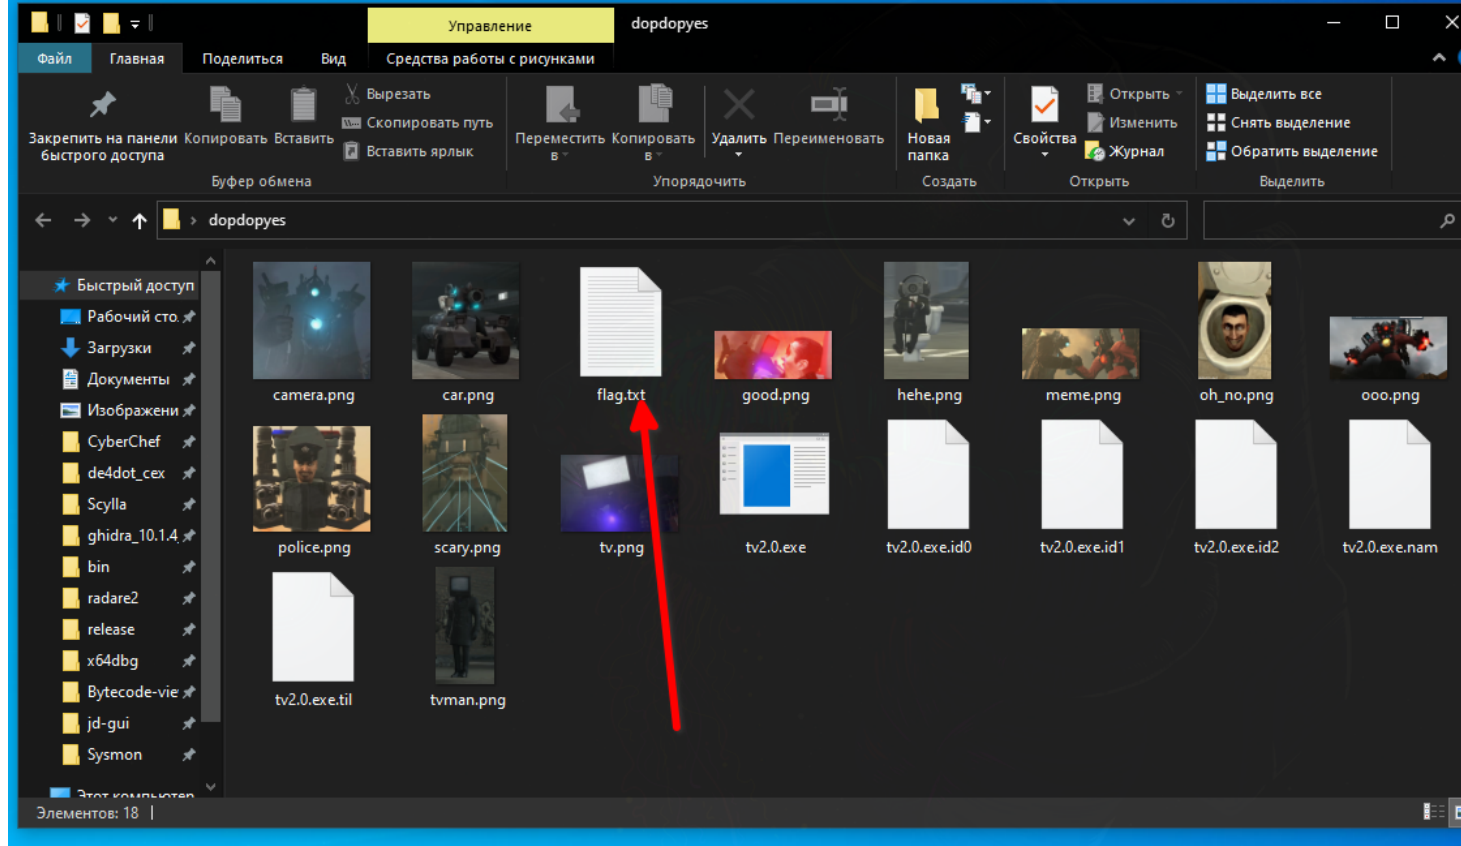 Управление
dopdopyes
Файл
Главная
Поделиться
Вид
Средства работы с рисунками
Закрепить на панели
быстрого доступа
Копировать
Вставить
Вырезать
Скопировать путь
Вставить ярлык
Буфер обмена
Переместить
в
Копировать
в
Удалить
Переименовать
Упорядочить
Новая
папка
Создать
Свойства
Открыть
Изменить
Журнал
Открыть
Выделить все
Снять выделение
Обратить выделение
Выделить
dopdopyes
Быстрый доступ
Рабочий сто.
Загрузки
Документы
Изображени
CyberChef
de4dot_cex
Scylla
ghidra_10.1.4
bin
radare2
release
x64dbg
Bytecode-vie
jd-gui
Sysmon
Этот компьютер
camera.png
car.png
flag.txt
good.png
hehe.png
meme.png
oh_no.png
ooo.png
police.png
scary.png
tv.png
tv2.0.exe
tv2.0.exe.id0
tv2.0.exe.id1
tv2.0.exe.id2
tv2.0.exe.nam
tv2.0.exe.til
tvman.png
Элементов: 18